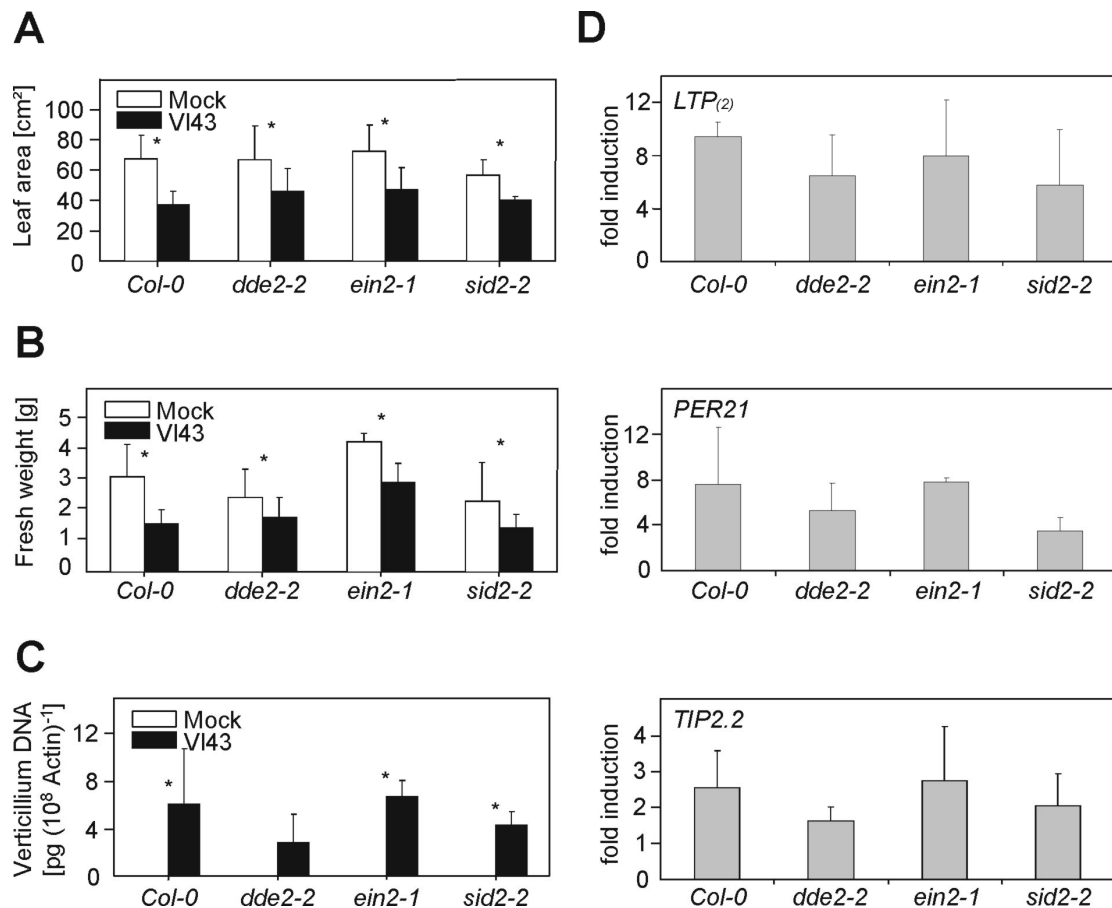 A
Leaf area [cm²]
100
80
60
40
20
0
Mock
Vl43
*
*
*
*
Col-0 dde2-2 ein2-1 sid2-2
B
Fresh weight [g]
5
4
3
2
1
0
Mock
Vl43
*
*
*
*
Col-0 dde2-2 ein2-1 sid2-2
C
Verticillium DNA
[pg (10⁸ Actin)⁻¹]
12
8
4
0
Mock
Vl43
*
*
*
Col-0 dde2-2 ein2-1 sid2-2
D
fold induction
12
8
4
0
LTP(2)
Col-0 dde2-2 ein2-1 sid2-2
fold induction
12
8
4
0
PER21
Col-0 dde2-2 ein2-1 sid2-2
fold induction
4
3
2
1
0
TIP2.2
Col-0 dde2-2 ein2-1 sid2-2